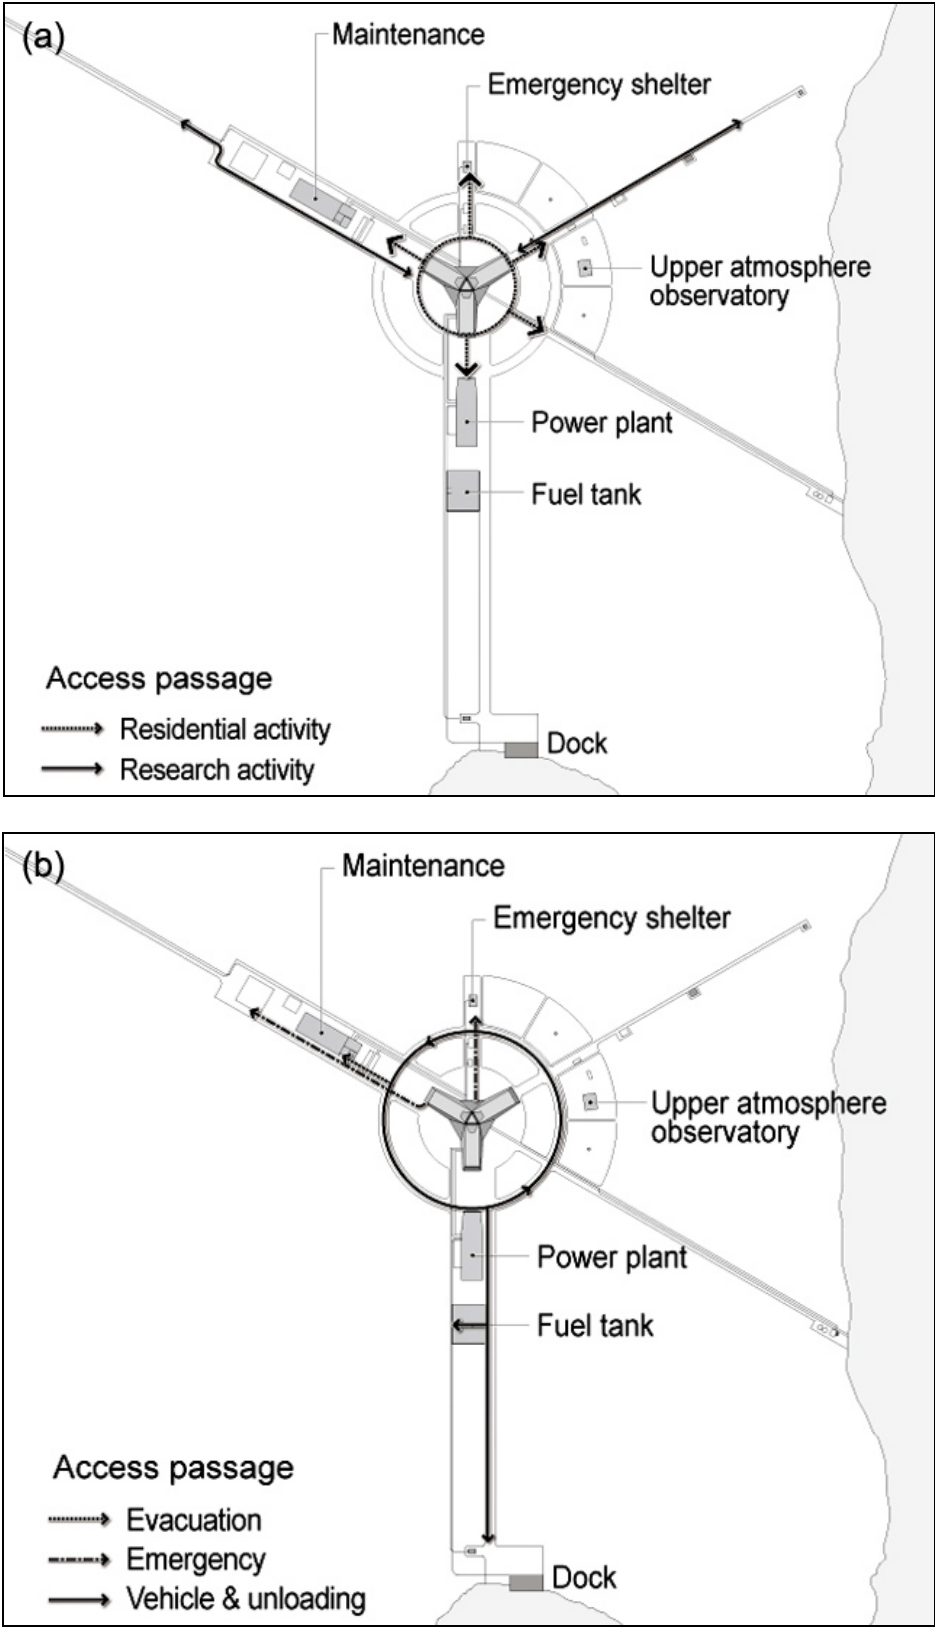 (a)
Maintenance
Emergency shelter
Upper atmosphere
observatory
Power plant
Fuel tank
Access passage
Residential activity
Research activity
Dock
(b)
Maintenance
Emergency shelter
Upper atmosphere
observatory
Power plant
Fuel tank
Access passage
Evacuation
Emergency
Vehicle & unloading
Dock